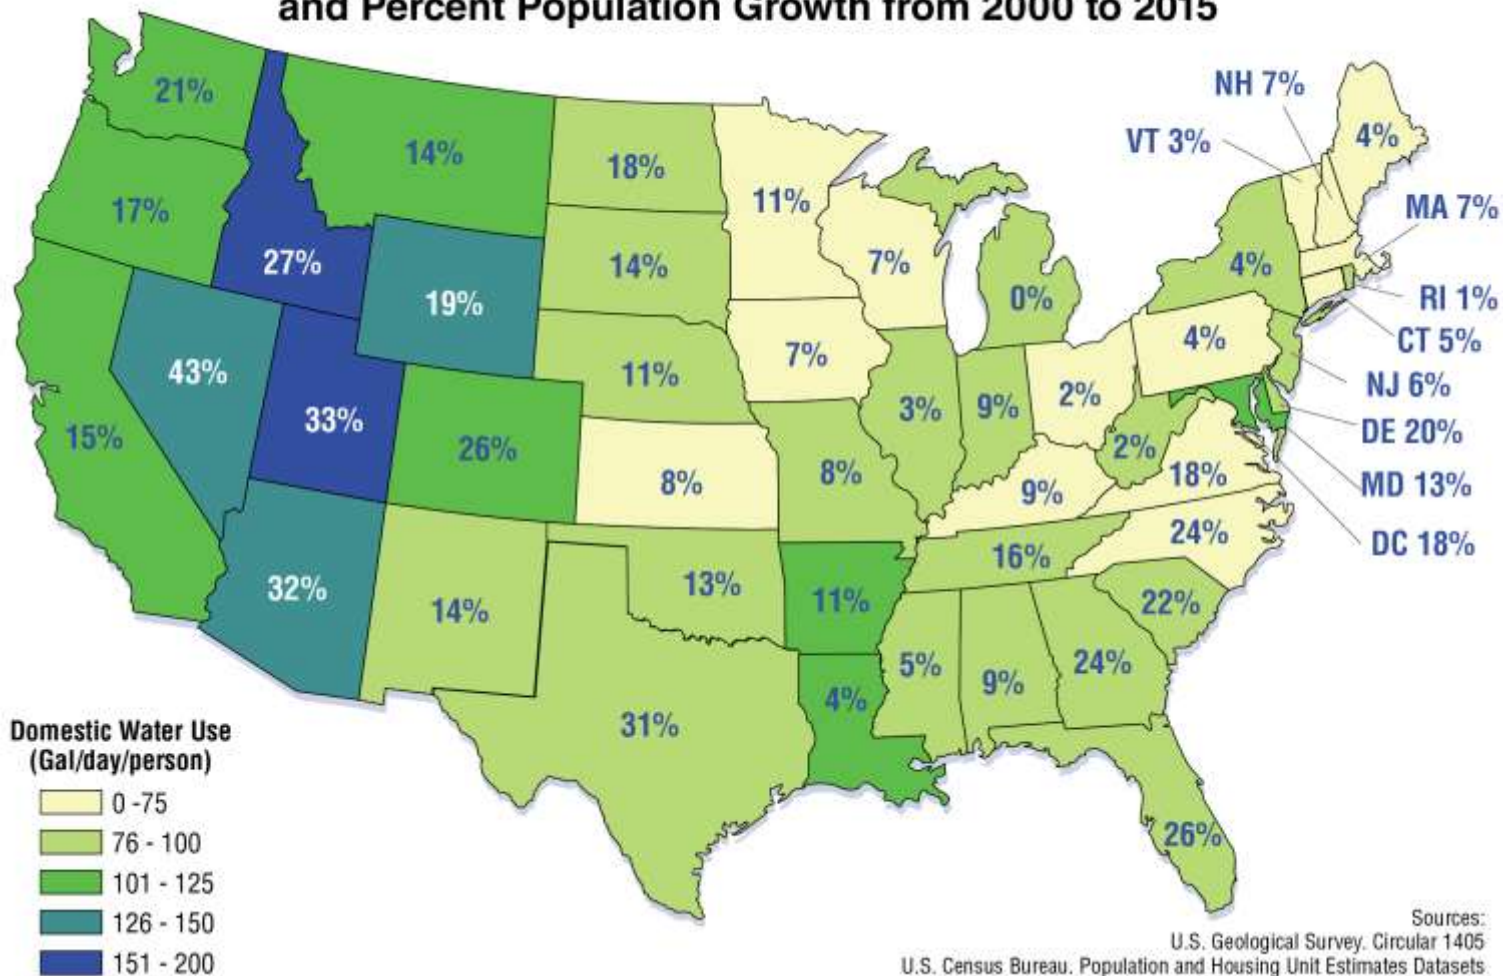 and Percent Population Growth from 2000 to 2015
NH 7%
21%
4%
VT 3%
14%
18%
11%
17%
MA 7%
27%
7%
4%
14%
19%
0%
RI 1%
4%
CT 5%
7%
43%
11%
NJ 6%
2%
3%
9%
33%
DE 20%
15%
26%
2%
8%
8%
18%
MD 13%
9%
24%
DC 18%
16%
13%
32%
11%
22%
14%
5%
24%
9%
4%
31%
26%
Domestic Water Use
(Gal/day/person)
0 -75
76 - 100
101 - 125
126 - 150
151 - 200
Sources:
U.S. Geological Survey. Circular 1405
U.S. Census Bureau. Population and Housing Unit Estimates Datasets